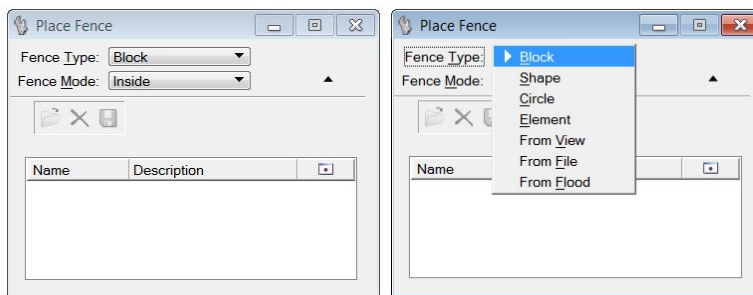 Place Fence
Fence Type: Block
Fence Mode: Inside
Name Description
Place Fence
Fence Type: Block
Shape
Fence Mode:
Circle
Element
From View
From File
Name
From Flood